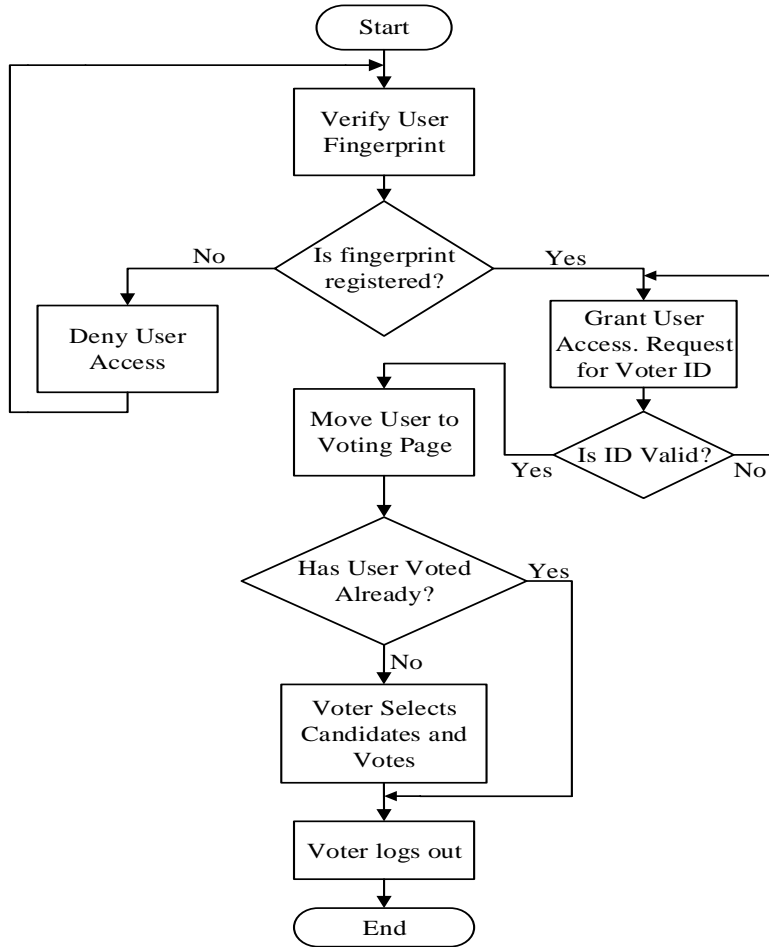 Start
Verify User
Fingerprint
Is fingerprint
registered?
No
Yes
Deny User
Access
Grant User
Access. Request
for Voter ID
Move User to
Voting Page
Is ID Valid?
Yes
No
Has User Voted
Already?
Yes
No
Voter Selects
Candidates and
Votes
Voter logs out
End